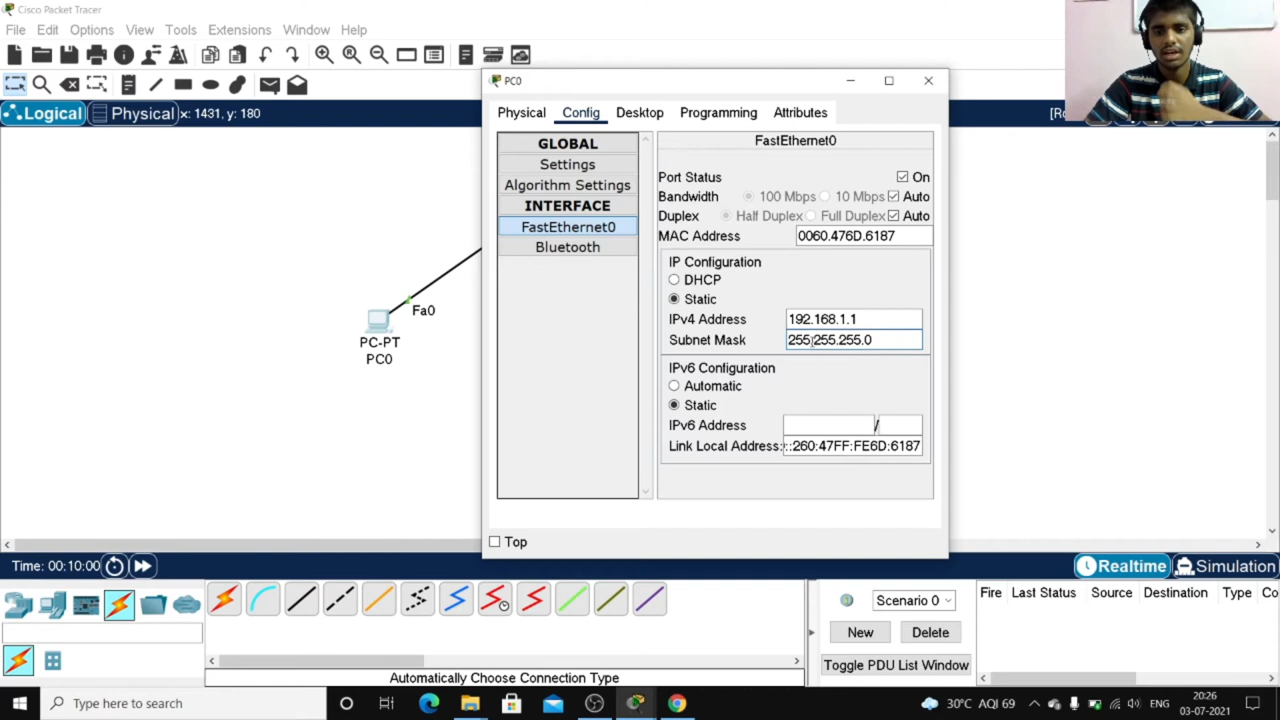 Cisco Packet Tracer
File Edit Options View Tools Extensions Window Help
Logical Physical x: 1431, y: 180
PC0
Physical Config Desktop Programming Attributes
GLOBAL
Settings
Algorithm Settings
INTERFACE
FastEthernet0
Bluetooth
FastEthernet0
Port Status On
Bandwidth 100 Mbps 10 Mbps Auto
Duplex Half Duplex Full Duplex Auto
MAC Address 0060.476D.6187
IP Configuration
DHCP
Static
IPv4 Address 192.168.1.1
Subnet Mask 255.255.255.0
IPv6 Configuration
Automatic
Static
IPv6 Address /
Link Local Address: ::260:47FF:FE6D:6187
Top
Fa0
PC-PT
PC0
Time: 00:10:00
Realtime Simulation
Scenario 0
New Delete
Toggle PDU List Window
Fire Last Status Source Destination Type Co
Automatically Choose Connection Type
Type here to search
30°C AQI 69
ENG
20:26
03-07-2021